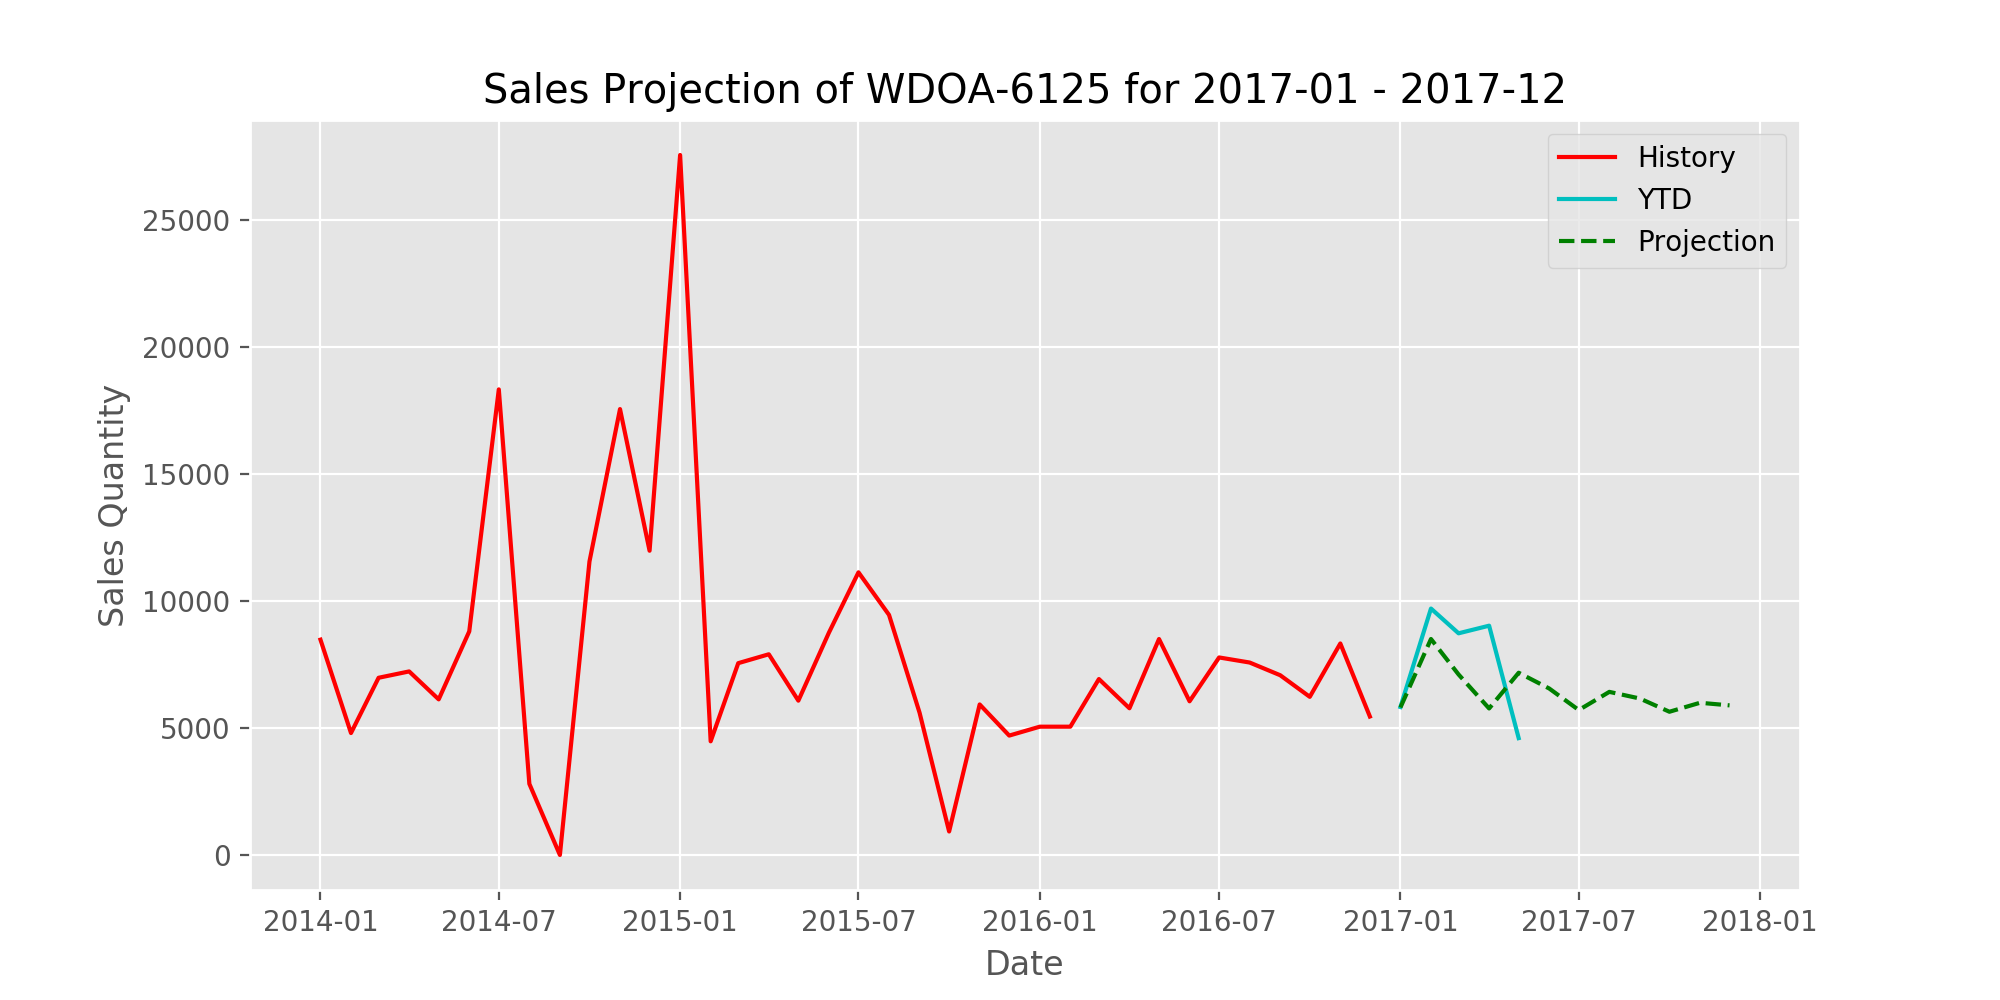 Sales Projection of WDOA-6125 for 2017-01 - 2017-12
History
YTD
Projection
25000
20000
15000
10000
5000
0
Sales Quantity
2014-01 2014-07 2015-01 2015-07 2016-01 2016-07 2017-01 2017-07 2018-01
Date